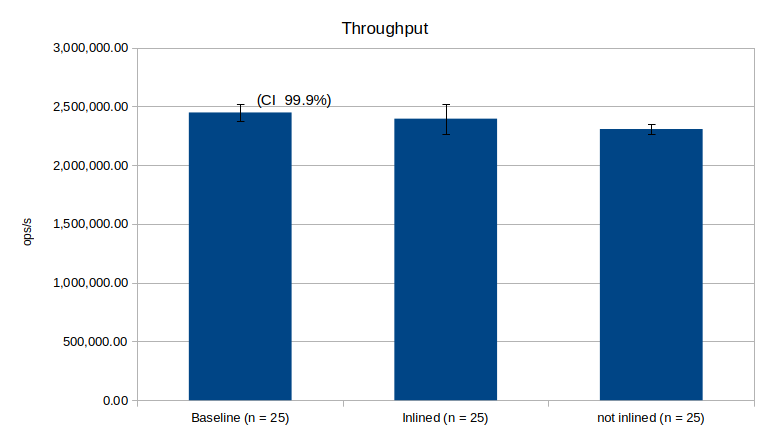 Throughput
3,000,000.00
2,500,000.00
2,000,000.00
1,500,000.00
1,000,000.00
500,000.00
0.00
ops/s
(CI 99.9%)
Baseline (n = 25)
Inlined (n = 25)
not inlined (n = 25)